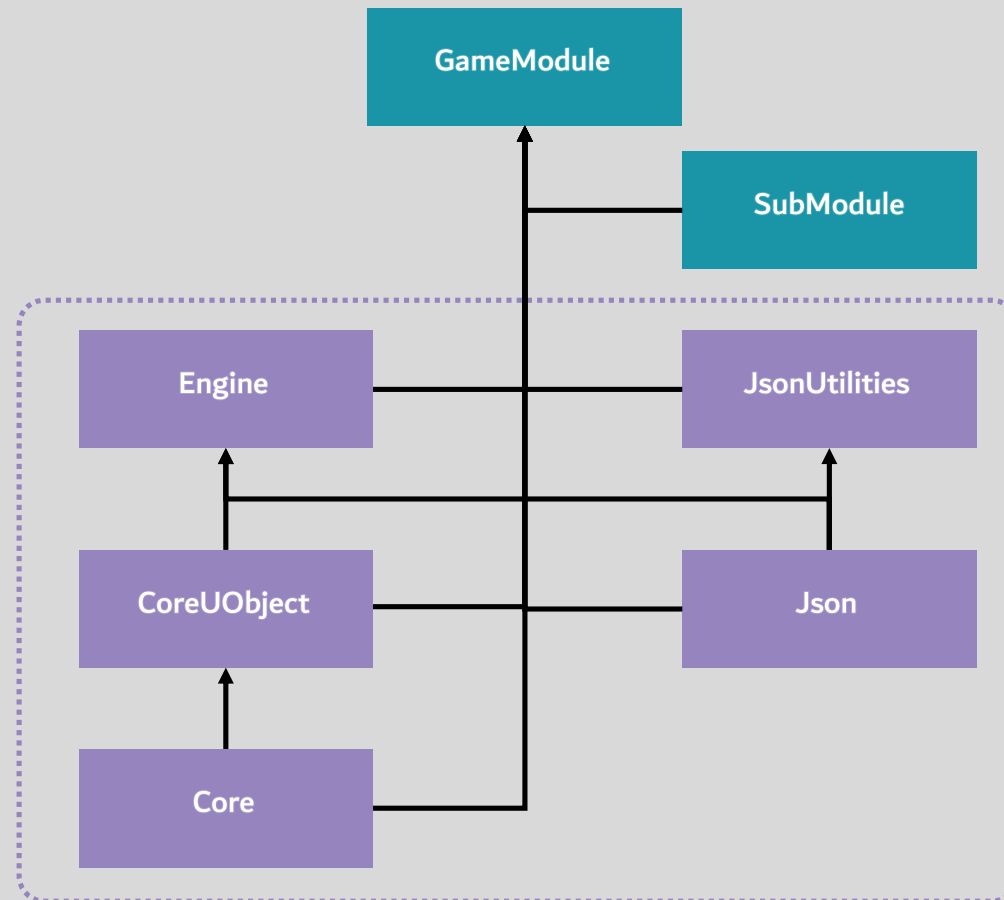 GameModule
SubModule
Engine
JsonUtilities
CoreUObject
Json
Core